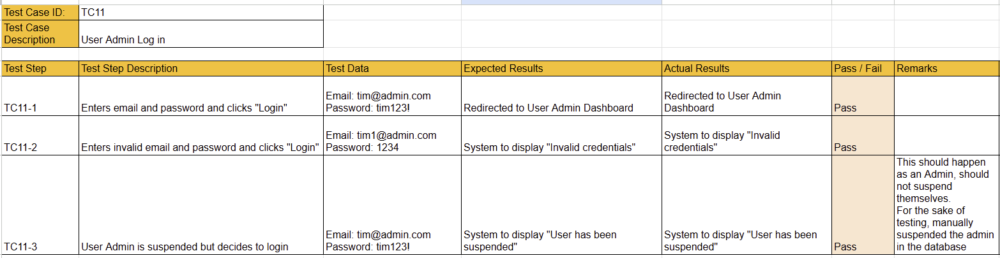 Test Case ID: TC11
Test Case
Description User Admin Log in
Test Step Test Step Description Test Data Expected Results Actual Results Pass / Fail Remarks
TC11-1 Enters email and password and clicks "Login"
Email: tim@admin.com
Password: tim123!
Redirected to User Admin Dashboard
Redirected to User Admin
Dashboard
Pass
TC11-2 Enters invalid email and password and clicks "Login"
Email: tim1@admin.com
Password: 1234
System to display "Invalid credentials"
System to display "Invalid
credentials"
Pass
TC11-3 User Admin is suspended but decides to login
Email: tim@admin.com
Password: tim123!
System to display "User has been
suspended"
System to display "User has been
suspended"
Pass
This should happen
as an Admin, should
not suspend
themselves.
For the sake of
testing, manually
suspended the admin
in the database